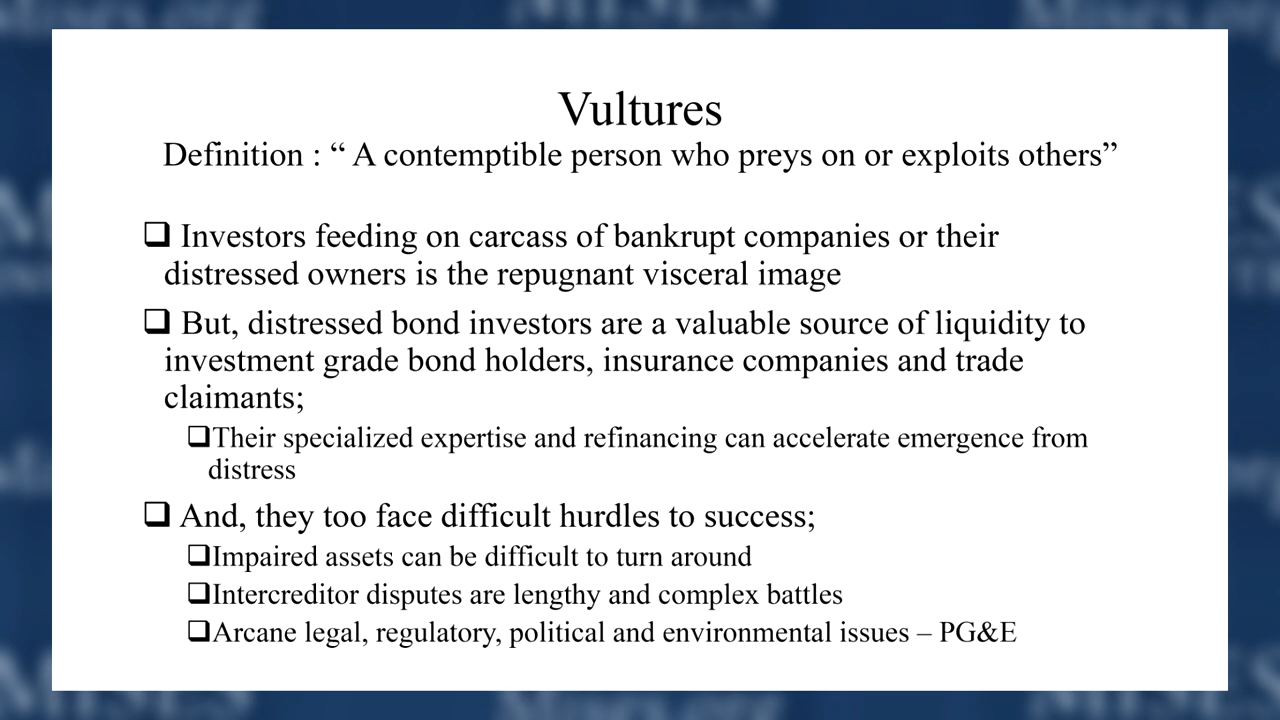 Vultures
Definition : “ A contemptible person who preys on or exploits others”
❑ Investors feeding on carcass of bankrupt companies or their
distressed owners is the repugnant visceral image
❑ But, distressed bond investors are a valuable source of liquidity to
investment grade bond holders, insurance companies and trade
claimants;
❑Their specialized expertise and refinancing can accelerate emergence from
distress
❑ And, they too face difficult hurdles to success;
❑Impaired assets can be difficult to turn around
❑Intercreditor disputes are lengthy and complex battles
❑Arcane legal, regulatory, political and environmental issues – PG&E